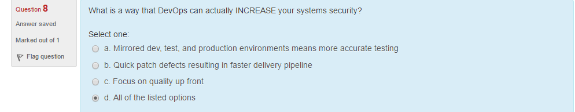 Question 8
Answer saved
Marked out of 1
Flag question
What is a way that DevOps can actually INCREASE your systems security?
Select one:
a. Mirrored dev, test, and production environments means more accurate testing
b. Quick patch defects resulting in faster delivery pipeline
c. Focus on quality up front
d. All of the listed options